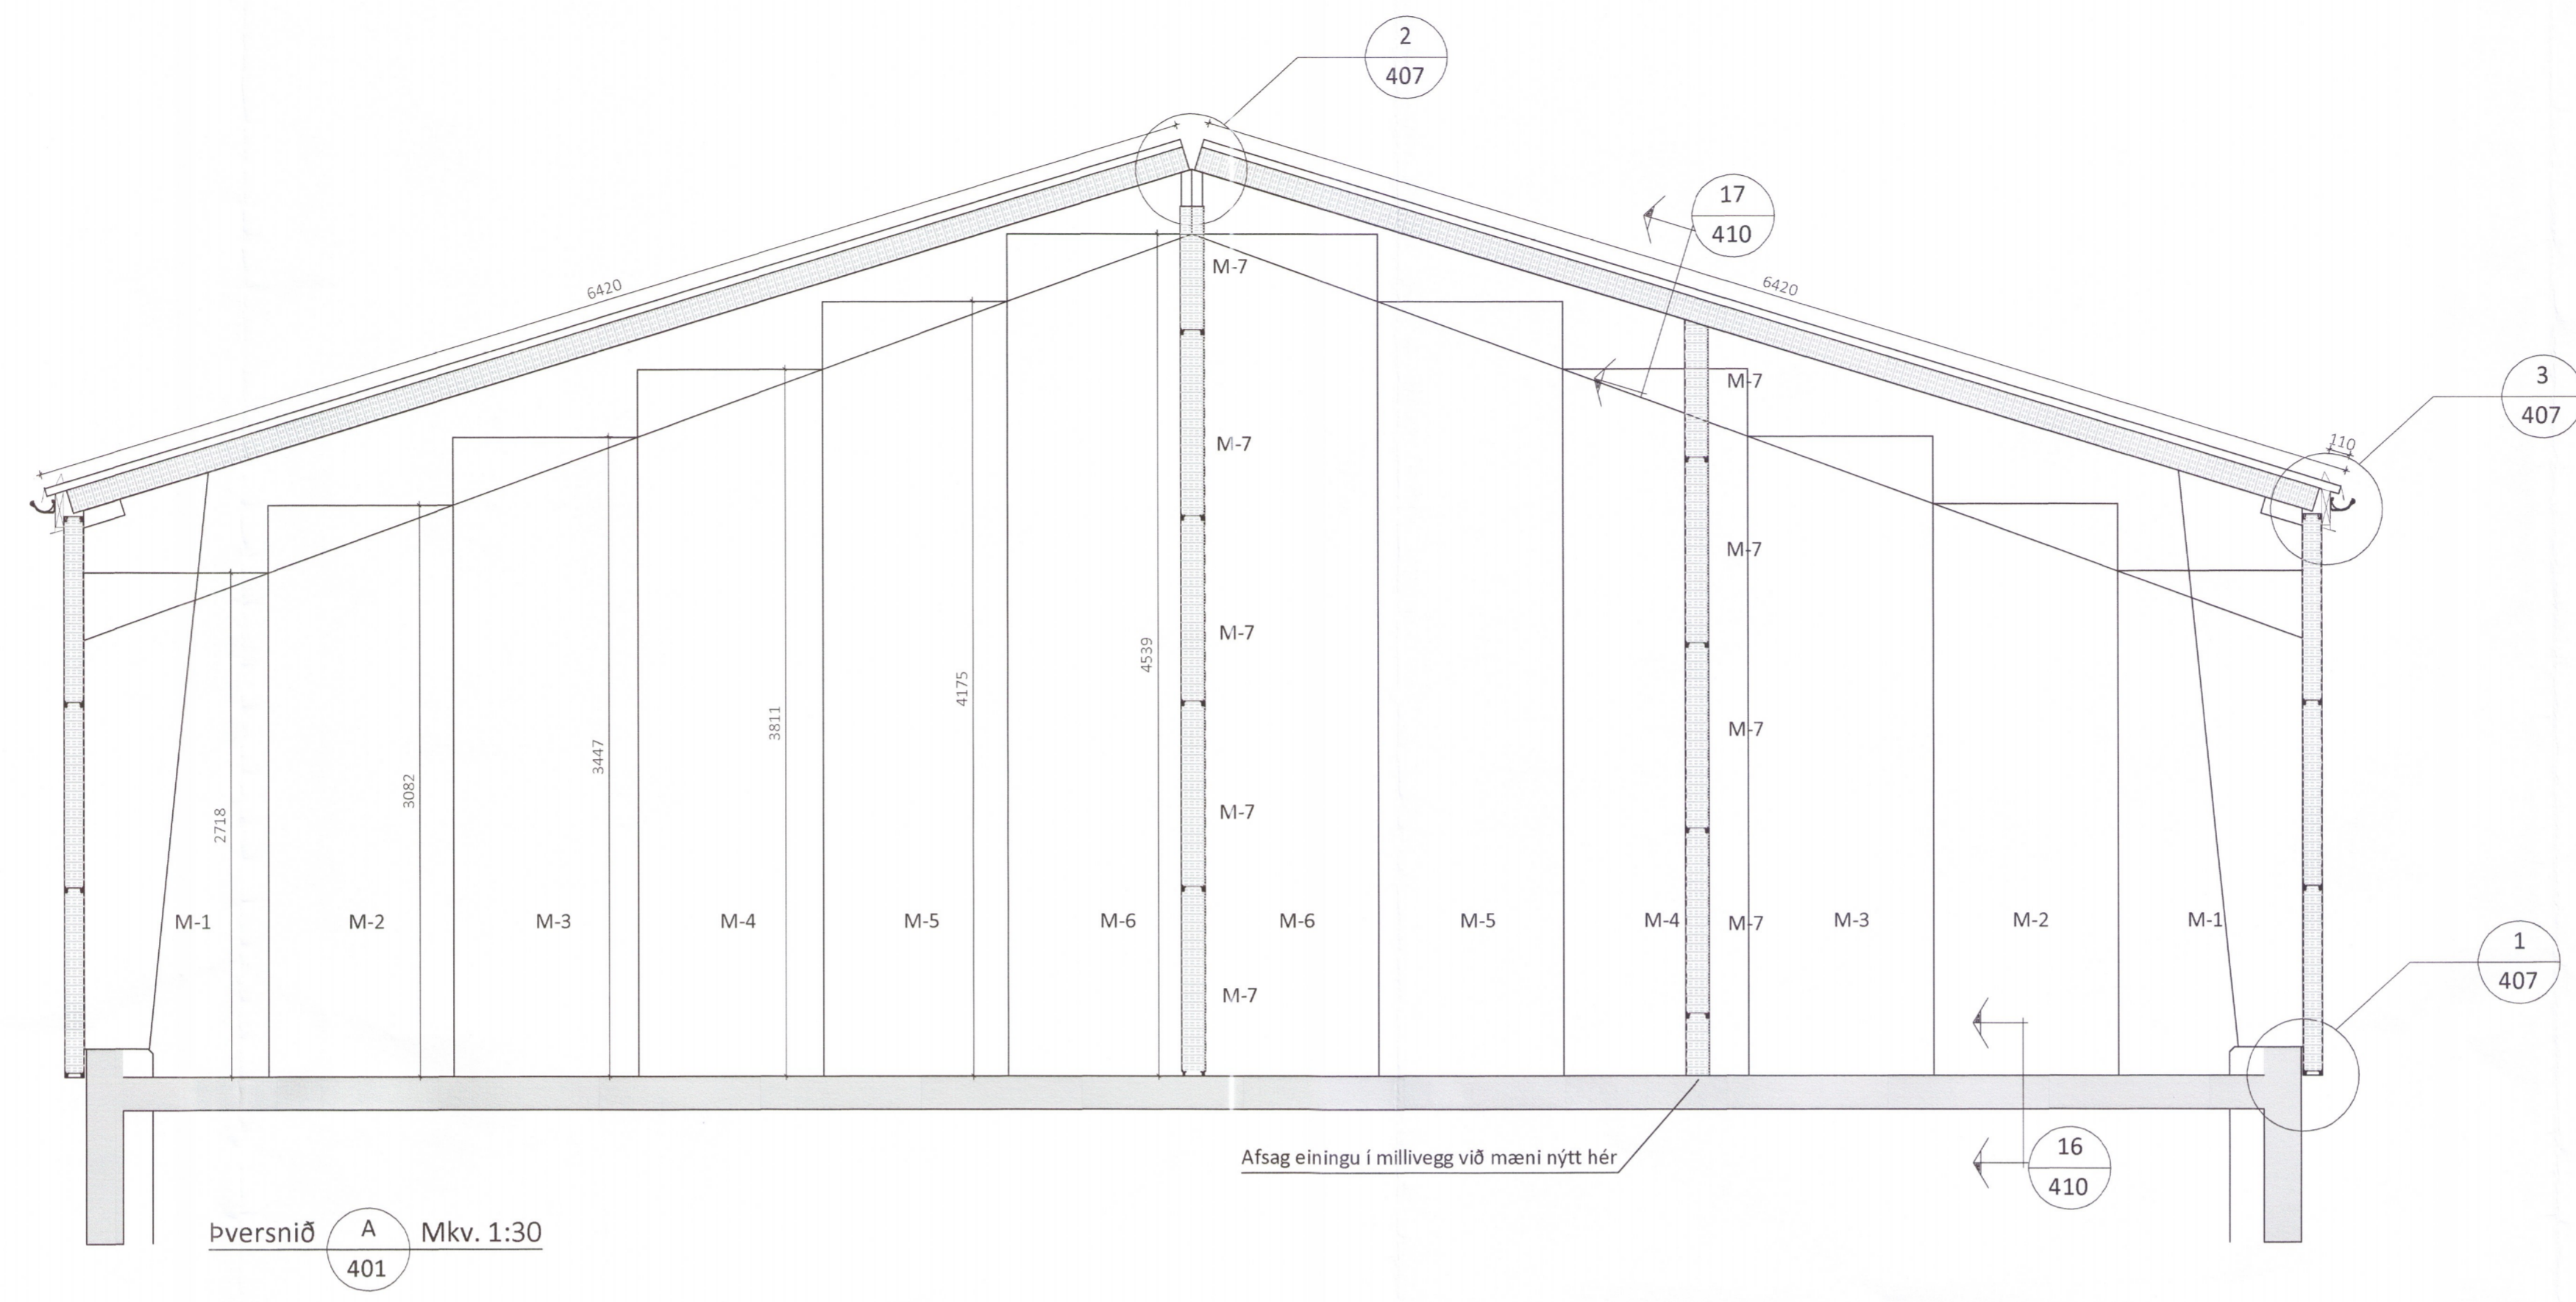 2
407
17
410
6420
6420
3
407
110
M-7
M-7
M-7
M-7
M-7
M-7
M-7
M-7
M-7
2718
3082
3447
3811
4175
4539
M-1
M-2
M-3
M-4
M-5
M-6
M-6
M-5
M-4
M-3
M-2
M-1
1
407
Afsag einingu í millivegg við mæni nýtt hér
16
410
Þversnið
A
401
Mkv. 1:30